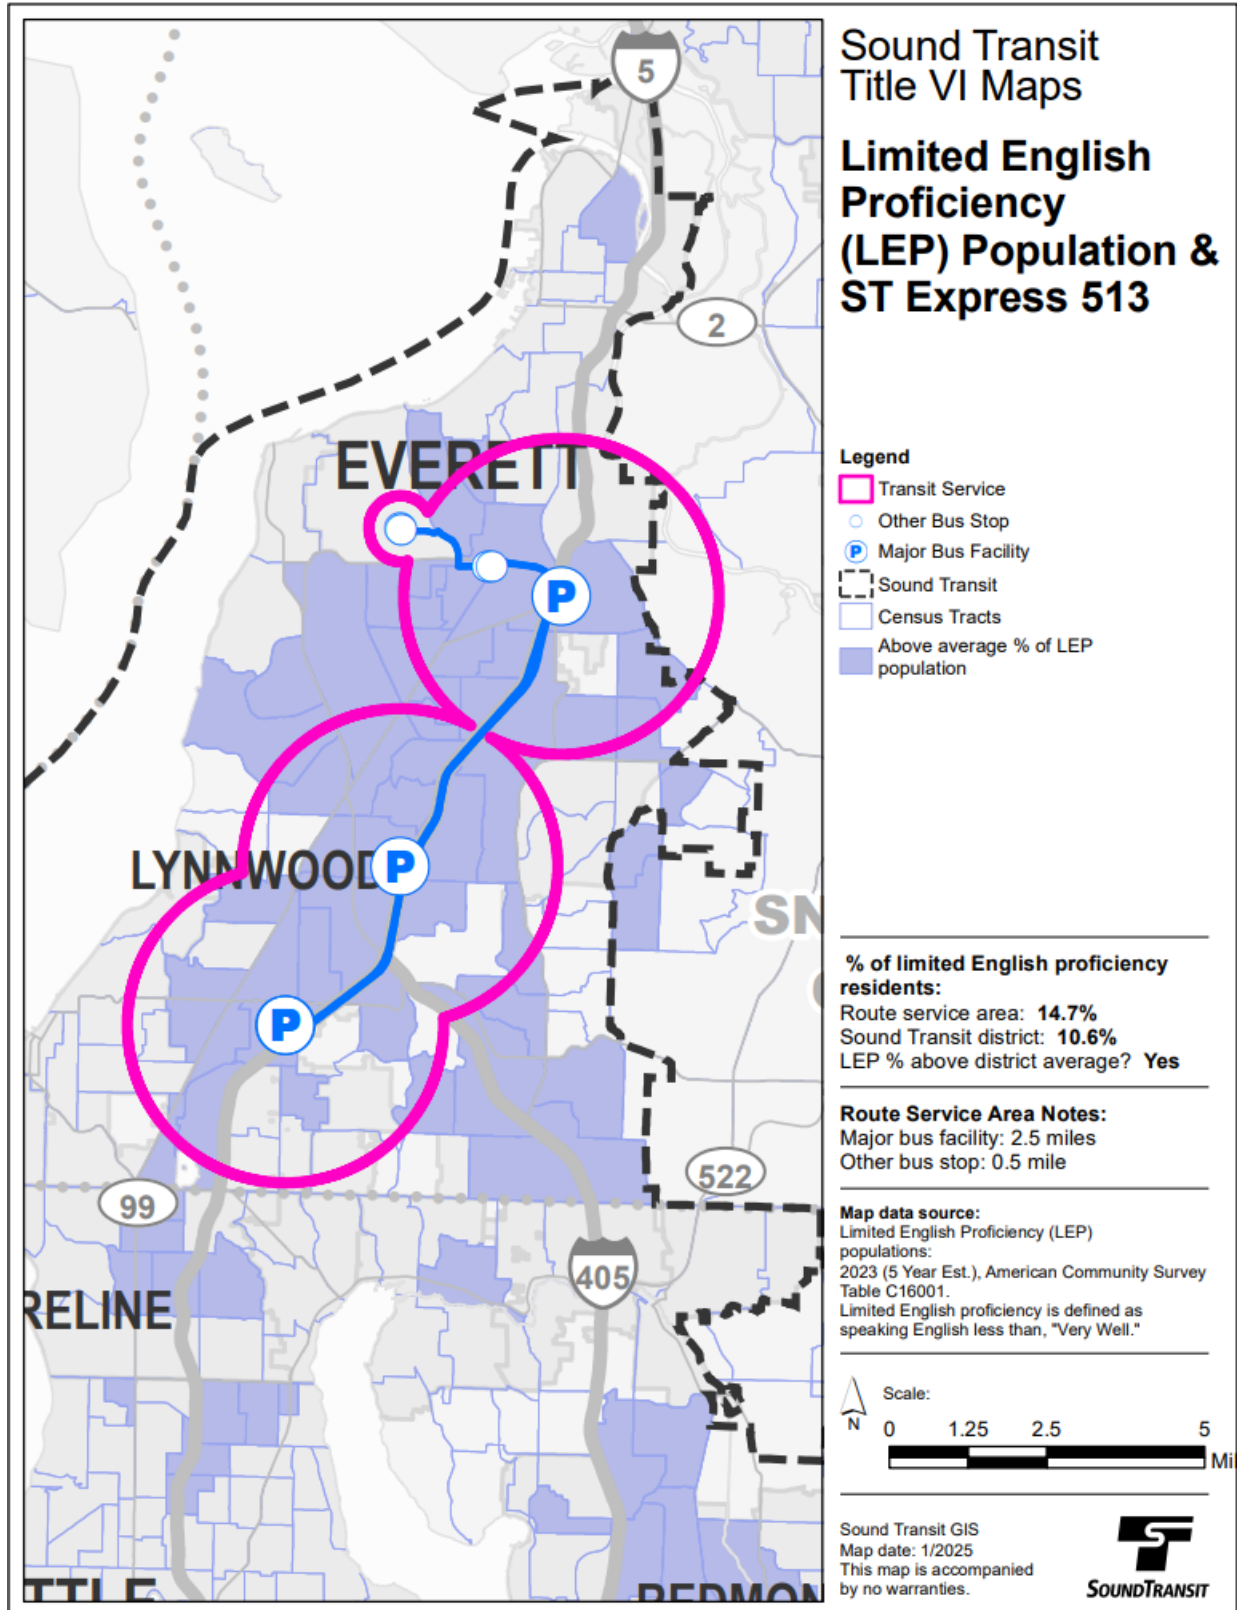 Sound Transit
Title VI Maps
Limited English
Proficiency
(LEP) Population &
ST Express 513
Legend
Transit Service
Other Bus Stop
P Major Bus Facility
Sound Transit
Census Tracts
Above average % of LEP
population
% of limited English proficiency
residents:
Route service area: 14.7%
Sound Transit district: 10.6%
LEP % above district average? Yes
Route Service Area Notes:
Major bus facility: 2.5 miles
Other bus stop: 0.5 mile
Map data source:
Limited English Proficiency (LEP)
populations:
2023 (5 Year Est.), American Community Survey
Table C16001.
Limited English proficiency is defined as
speaking English less than, "Very Well."
Scale:
N
0 1.25 2.5 5
Mil
Sound Transit GIS
Map date: 1/2025
This map is accompanied
by no warranties.
SOUNDTRANSIT
5
2
EVERETT
P
LYNNWOOD
P
SN
P
522
99
405
RELINE
TTLE
REDMON